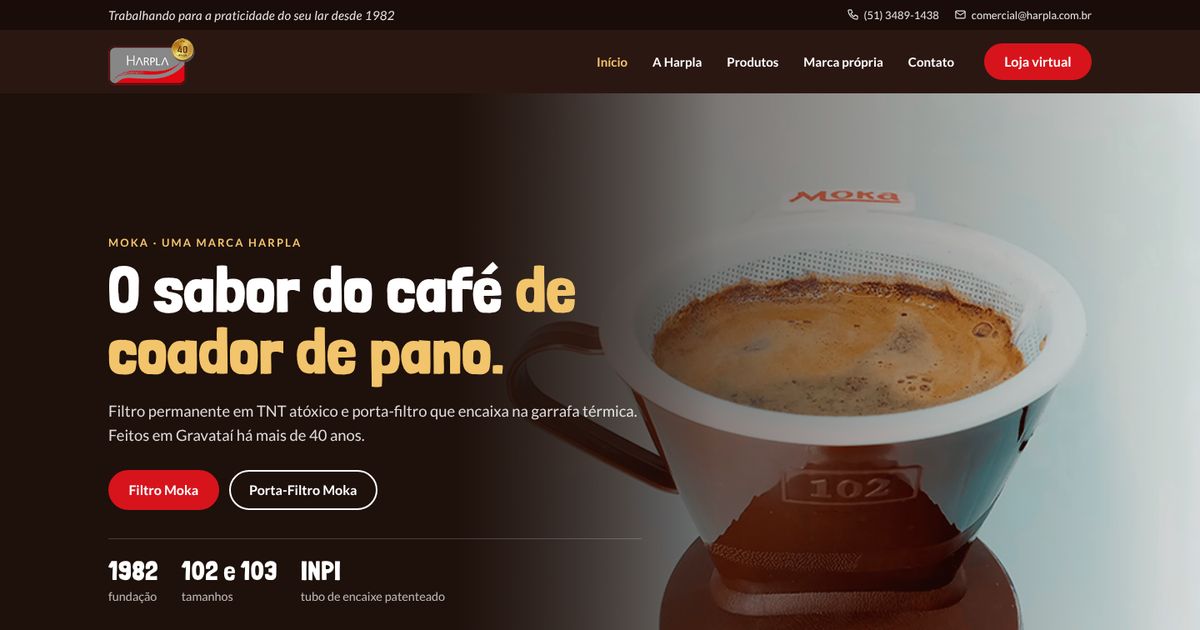 Trabalhando para a praticidade do seu lar desde 1982
(51) 3489-1438
comercial@harpla.com.br
HARPLA
40
Início
A Harpla
Produtos
Marca própria
Contato
Loja virtual
MOKA
MOKA · UMA MARCA HARPLA
O sabor do café de
coador de pano.
Filtro permanente em TNT atóxico e porta-filtro que encaixa na garrafa térmica.
Feitos em Gravataí há mais de 40 anos.
Filtro Moka
Porta-Filtro Moka
102
1982
102 e 103
INPI
fundação
tamanhos
tubo de encaixe patenteado